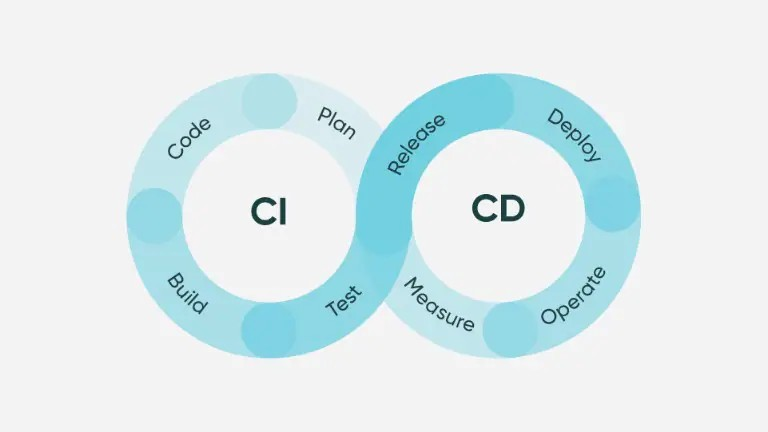 Plan
Code
Build
Test
Release
Deploy
Operate
Measure
CI
CD